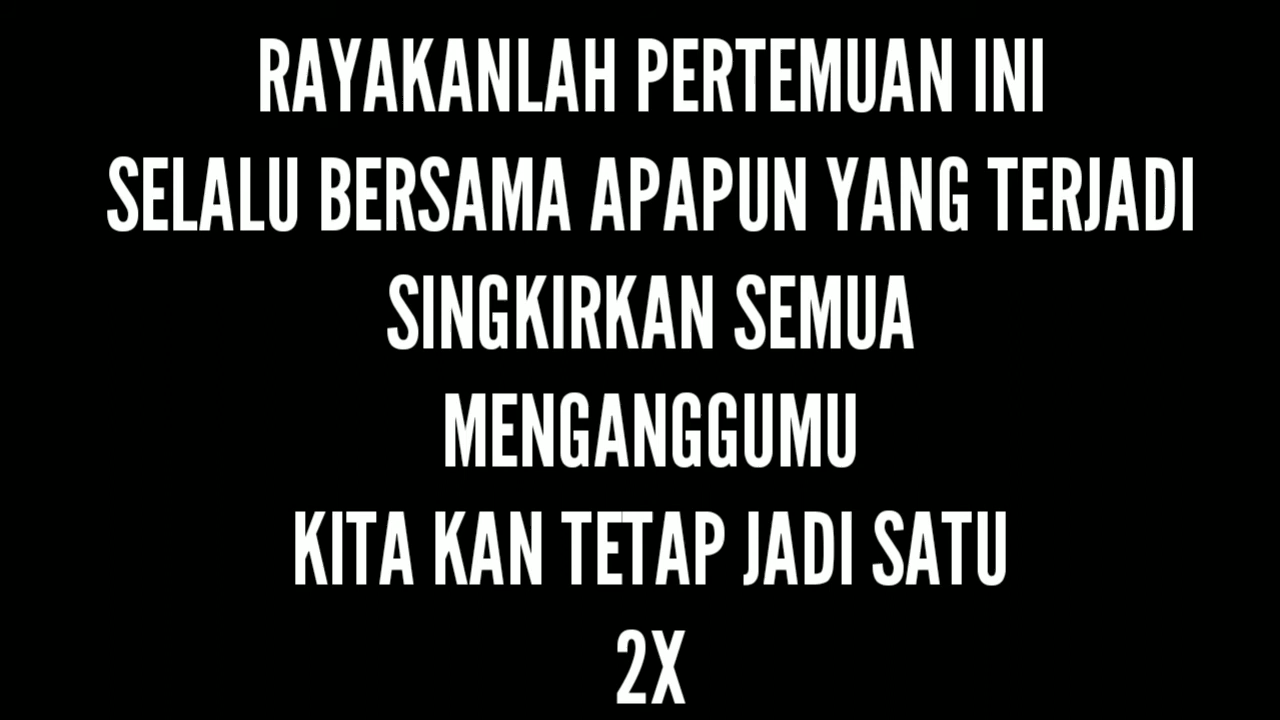 RAYAKANLAH PERTEMUAN INI
SELALU BERSAMA APAPUN YANG TERJADI
SINGKIRKAN SEMUA
MENGANGGUMU
KITA KAN TETAP JADI SATU
2X